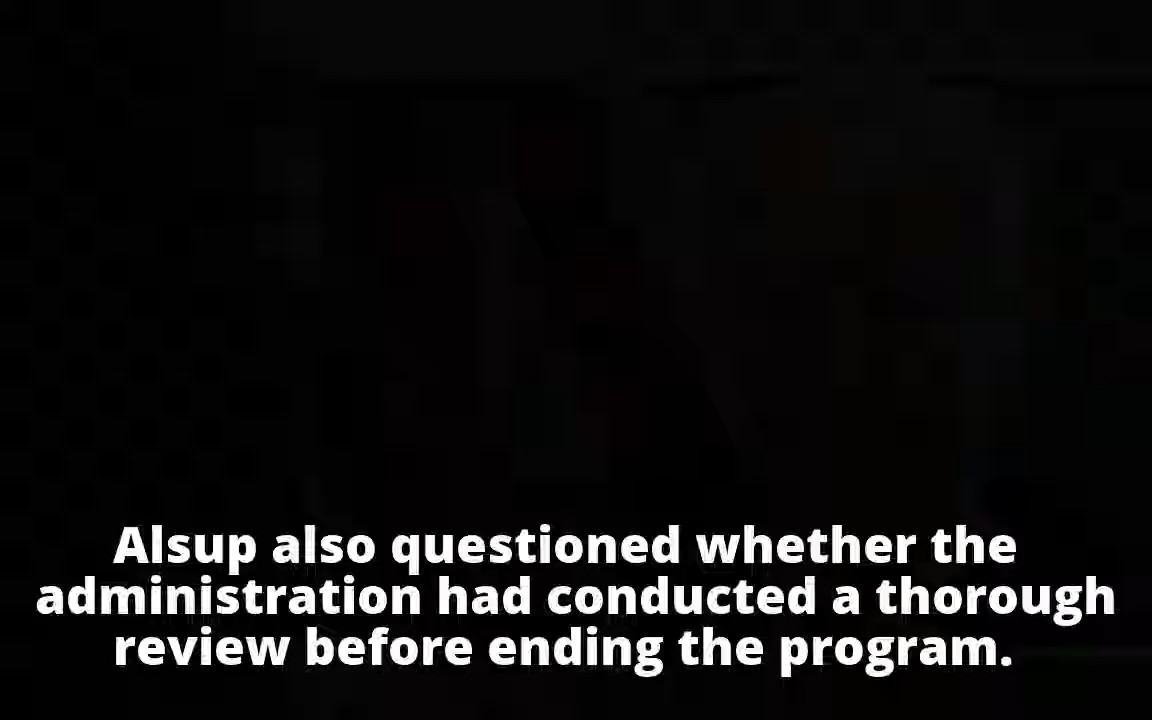 Alsup also questioned whether the
administration had conducted a thorough
review before ending the program.